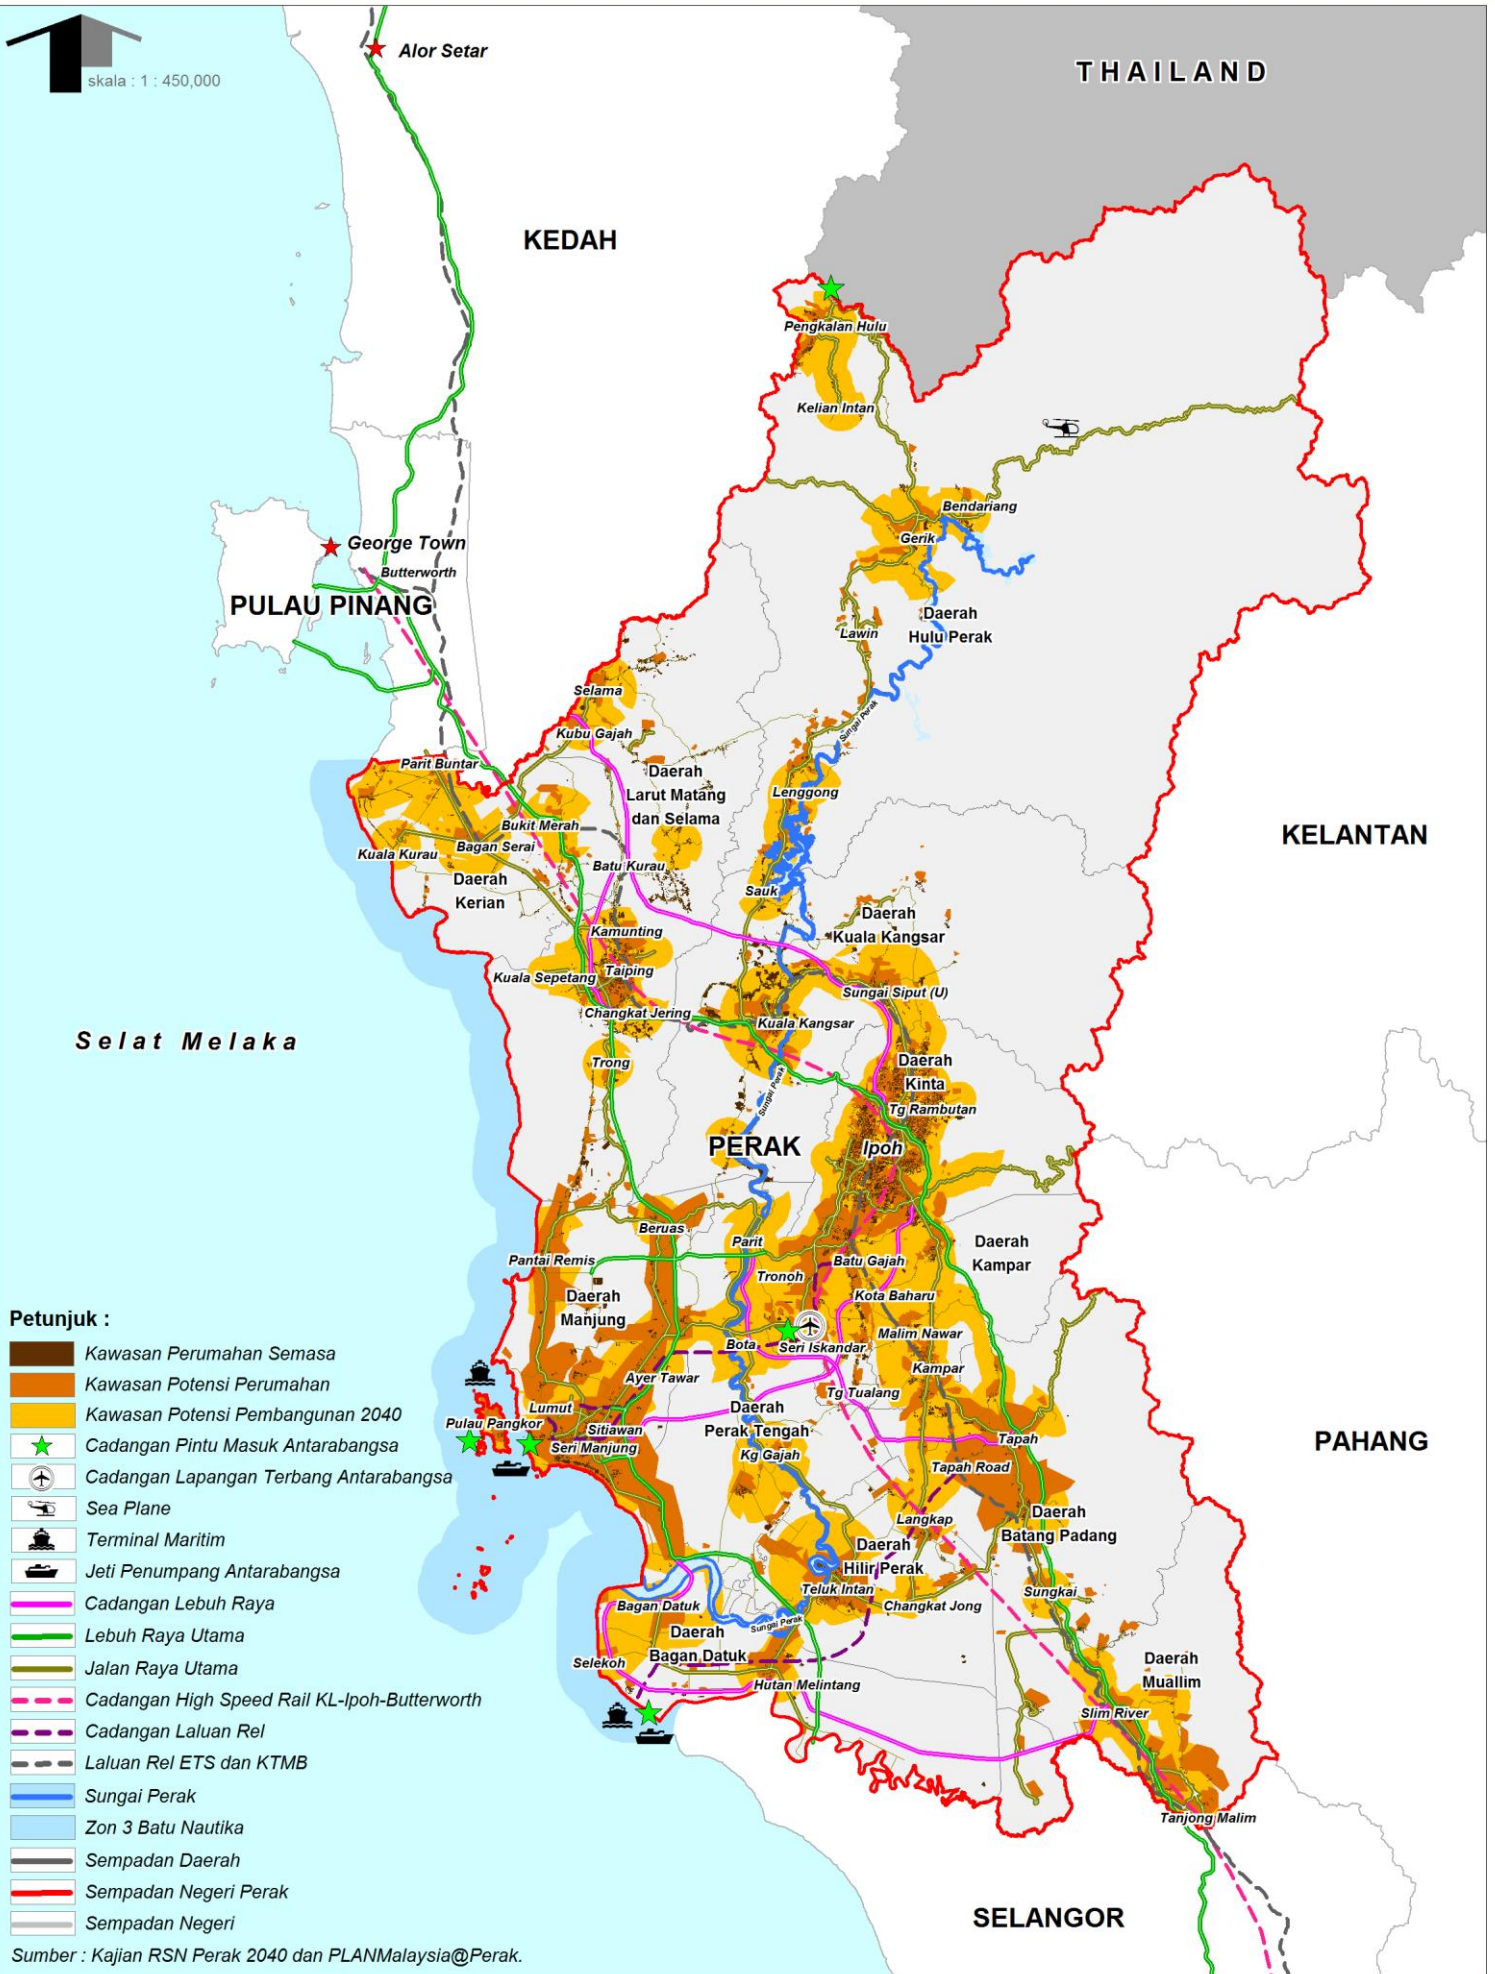 skala : 1 : 450,000
Alor Setar
THAILAND
KEDAH
Pengkalan Hulu
Kelian Intan
Bendariang
Gerik
George Town
Butterworth
PULAU PINANG
Daerah
Hulu Perak
Lawin
Selama
Sungai Perak
Kubu Gajah
Parit Buntar
Daerah
Larut Matang
dan Selama
Lenggong
Bukit Merah
KELANTAN
Kuala Kurau
Bagan Serai
Batu Kurau
Daerah
Kerian
Sauk
Daerah
Kuala Kangsar
Kamunting
Kuala Sepetang
Taiping
Sungai Siput (U)
Changkat Jering
Kuala Kangsar
Selat Melaka
Trong
Daerah
Kinta
Sungai Perak
Tg Rambutan
PERAK
Ipoh
Beruas
Parit
Daerah
Kampar
Pantai Remis
Batu Gajah
Tronoh
Daerah
Manjung
Kota Baharu
Malim Nawar
Bota
Seri Iskandar
Kampar
Ayer Tawar
Tg Tualang
Lumut
Daerah
Perak Tengah
Pulau Pangkor
Sitiawan
Seri Manjung
Tapah
PAHANG
Kg Gajah
Tapah Road
Langkap
Daerah
Batang Padang
Daerah
Hilir Perak
Teluk Intan
Sungkai
Bagan Datuk
Changkat Jong
Sungai Perak
Daerah
Bagan Datuk
Selekoh
Daerah
Muallim
Hutan Melintang
Slim River
Tanjong Malim
SELANGOR
Petunjuk :
Kawasan Perumahan Semasa
Kawasan Potensi Perumahan
Kawasan Potensi Pembangunan 2040
Cadangan Pintu Masuk Antarabangsa
Cadangan Lapangan Terbang Antarabangsa
Sea Plane
Terminal Maritim
Jeti Penumpang Antarabangsa
Cadangan Lebuh Raya
Lebuh Raya Utama
Jalan Raya Utama
Cadangan High Speed Rail KL-Ipoh-Butterworth
Cadangan Laluan Rel
Laluan Rel ETS dan KTMB
Sungai Perak
Zon 3 Batu Nautika
Sempadan Daerah
Sempadan Negeri Perak
Sempadan Negeri
Sumber : Kajian RSN Perak 2040 dan PLANMalaysia@Perak.